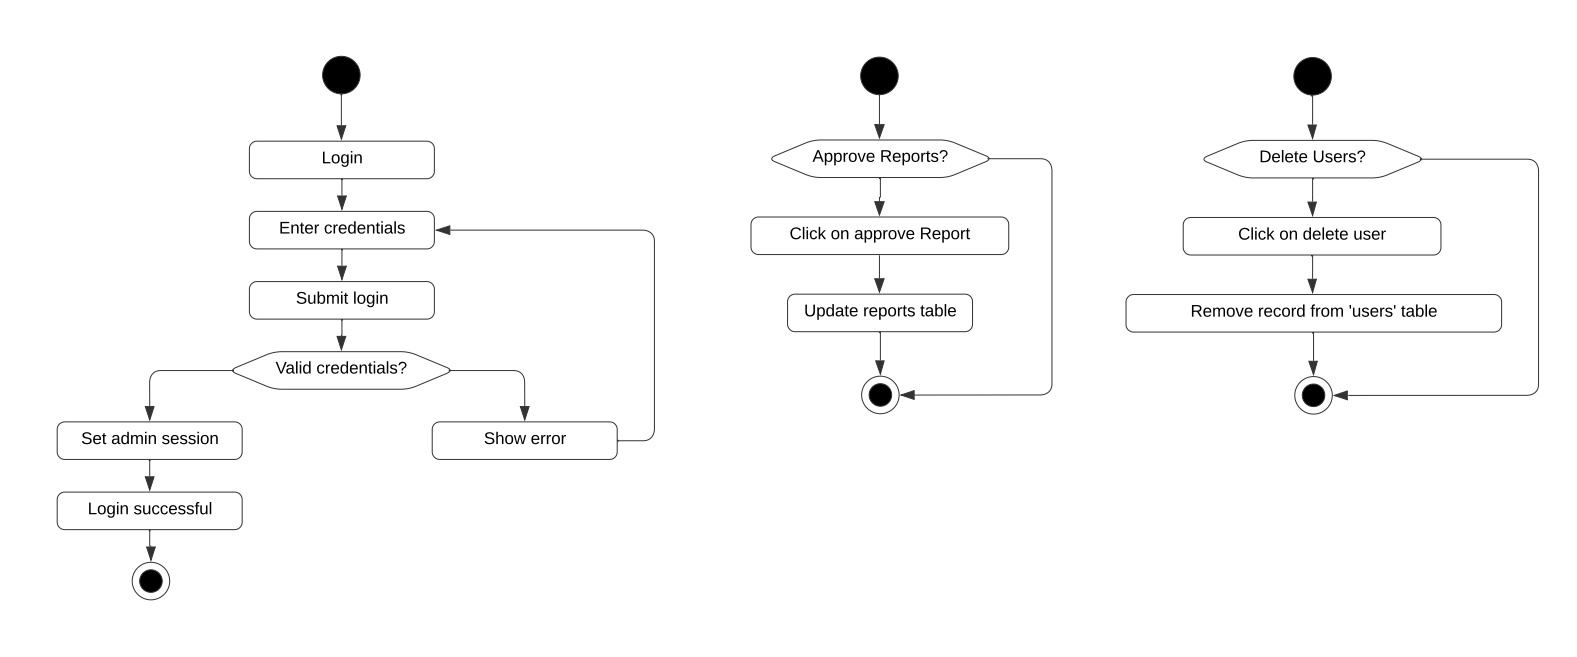 Login
Enter credentials
Submit login
Valid credentials?
Set admin session
Show error
Login successful
Approve Reports?
Click on approve Report
Update reports table
Delete Users?
Click on delete user
Remove record from 'users' table